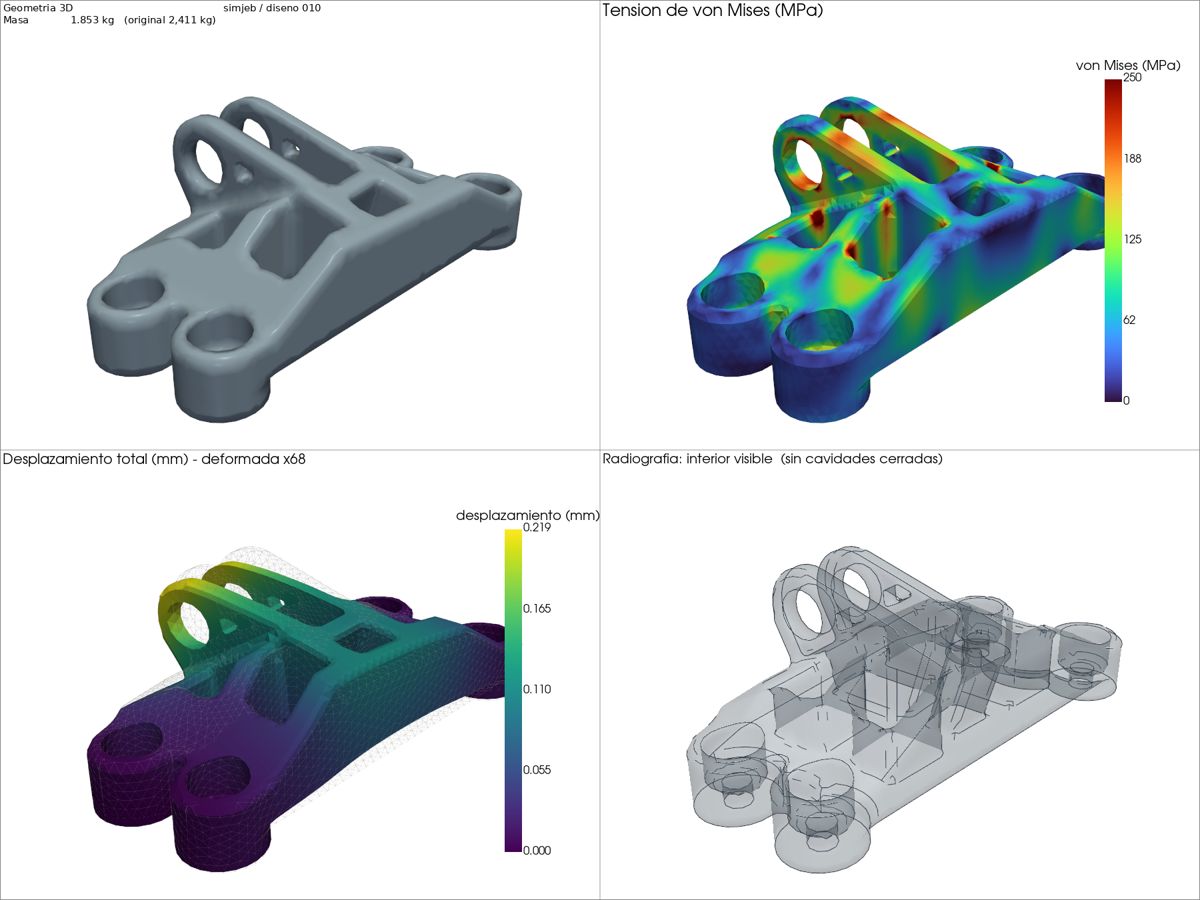 Geometria 3D simjeb / diseno 010
Masa 1.853 kg (original 2,411 kg)
Tension de von Mises (MPa)
von Mises (MPa)
250
188
125
62
0
Desplazamiento total (mm) - deformada x68
desplazamiento (mm)
0.219
0.165
0.110
0.055
0.000
Radiografia: interior visible (sin cavidades cerradas)